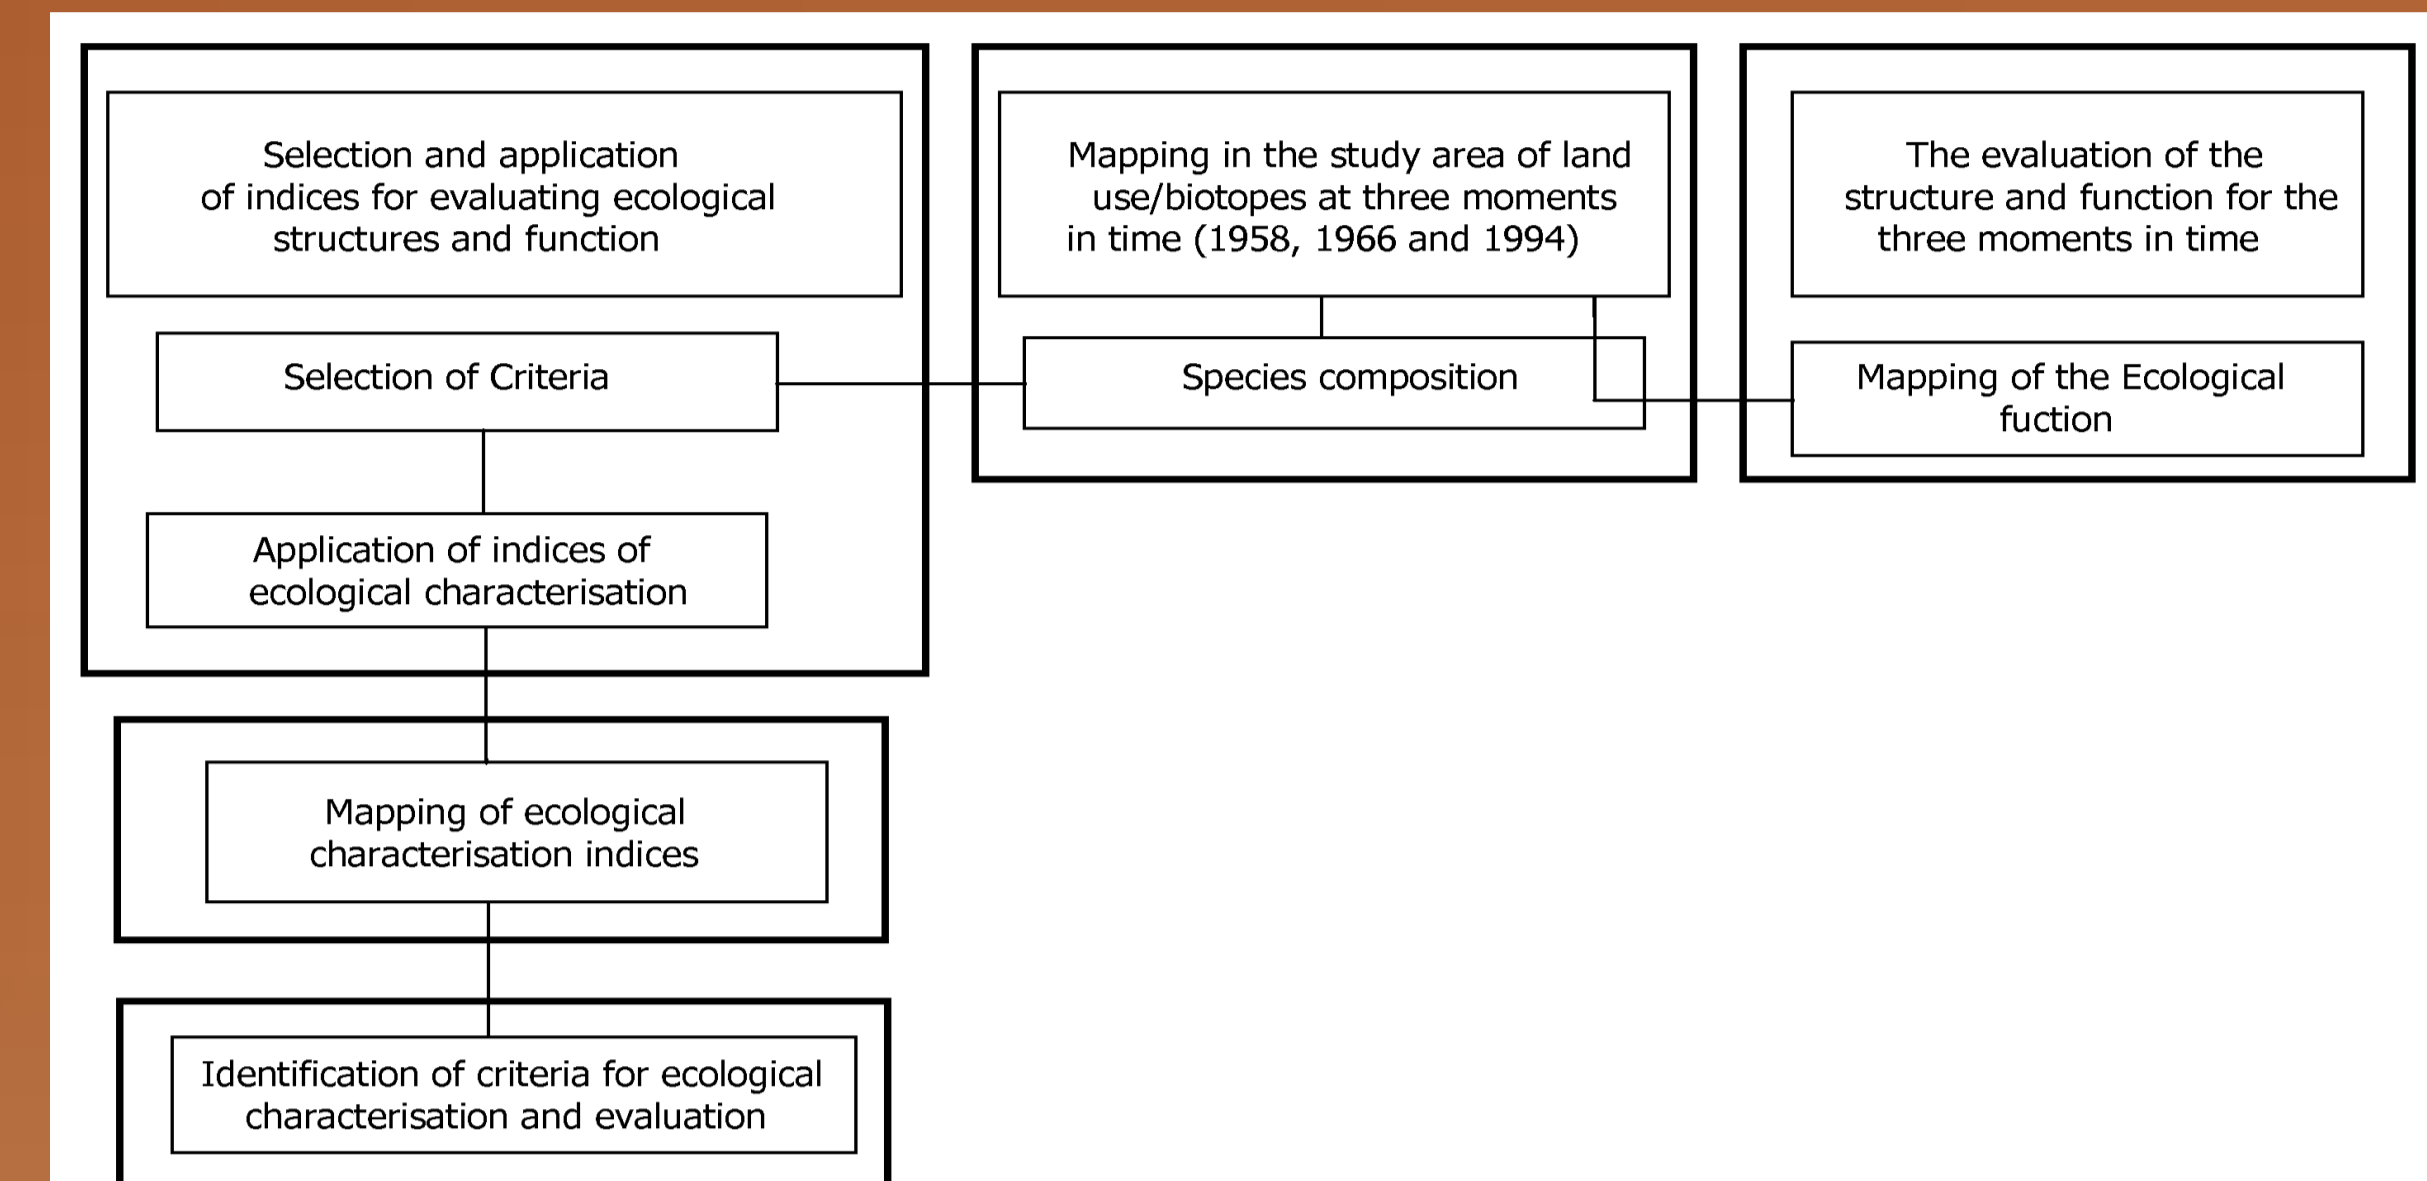 Selection and application
of indices for evaluating ecological
structures and function
Selection of Criteria
Application of indices of
ecological characterisation
Mapping of ecological
characterisation indices
Identification of criteria for ecological
characterisation and evaluation
Mapping in the study area of land
use/biotopes at three moments
in time (1958, 1966 and 1994)
Species composition
The evaluation of the
structure and function for the
three moments in time
Mapping of the Ecological
fuction